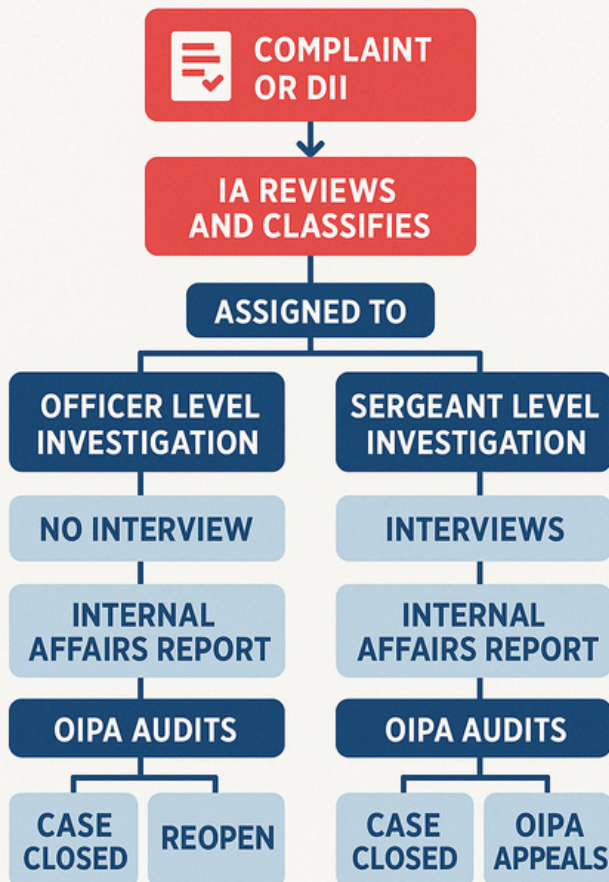 COMPLAINT
OR DII
IA REVIEWS
AND CLASSIFIES
ASSIGNED TO
OFFICER LEVEL
INVESTIGATION
NO INTERVIEW
INTERNAL
AFFAIRS REPORT
OIPA AUDITS
CASE
CLOSED
REOPEN
SERGEANT LEVEL
INVESTIGATION
INTERVIEWS
INTERNAL
AFFAIRS REPORT
OIPA AUDITS
CASE
CLOSED
OIPA
APPEALS